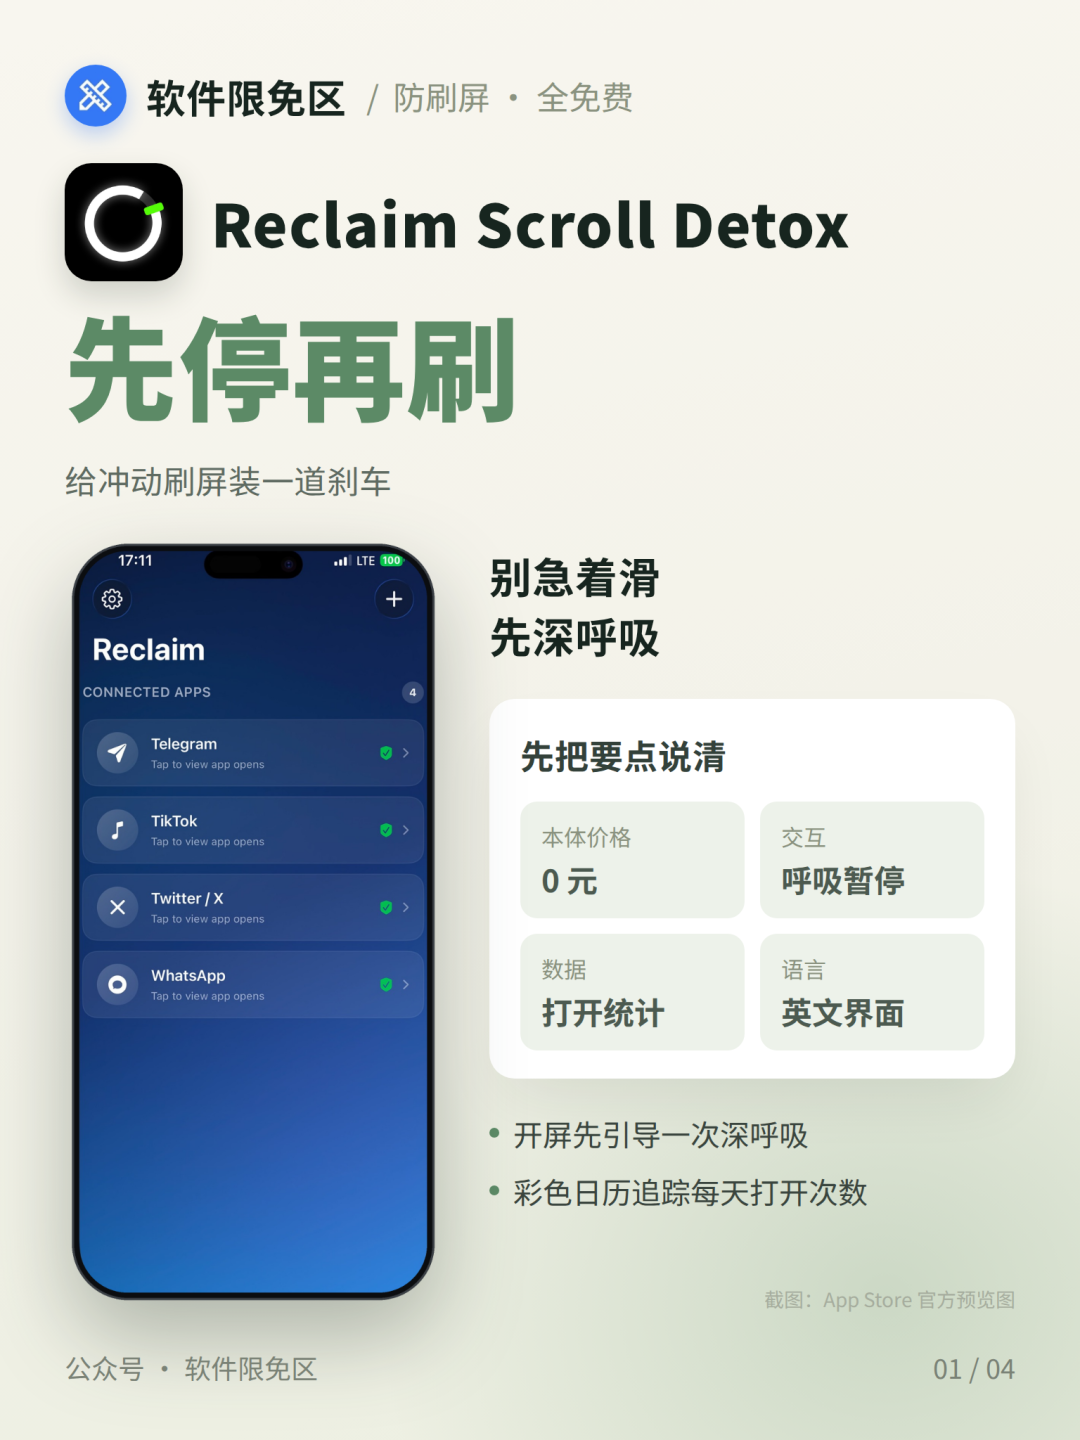 软件限免区 / 防刷屏 · 全免费
Reclaim Scroll Detox
先停再刷
给冲动刷屏装一道刹车
17:11 LTE 100
Reclaim
CONNECTED APPS 4
Telegram
Tap to view app opens
TikTok
Tap to view app opens
Twitter / X
Tap to view app opens
WhatsApp
Tap to view app opens
别急着滑
先深呼吸
先把要点说清
本体价格
0 元
交互
呼吸暂停
数据
打开统计
语言
英文界面
• 开屏先引导一次深呼吸
• 彩色日历追踪每天打开次数
截图：App Store 官方预览图
公众号 · 软件限免区
01 / 04